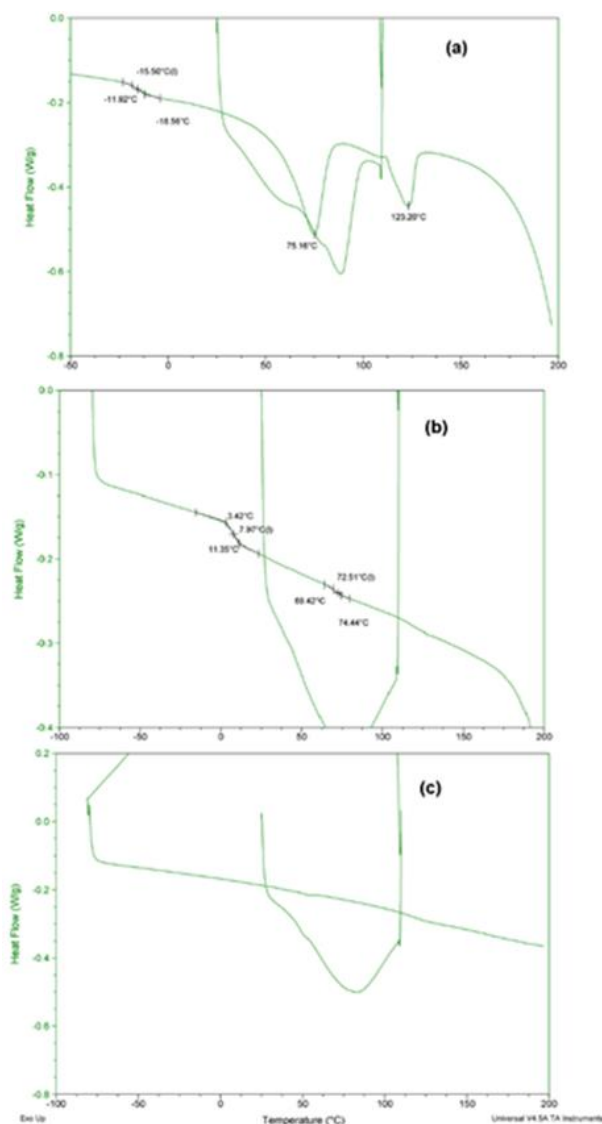 0.0
-0.2
-0.4
-0.6
-0.8
Heat Flow (W/g)
(a)
-15.50°C(I)
-11.92°C
-18.56°C
75.16°C
123.20°C
-50
0
50
100
150
200
0.0
-0.1
-0.2
-0.3
-0.4
Heat Flow (W/g)
(b)
3.42°C
7.97°C(I)
11.35°C
72.51°C(I)
69.42°C
74.44°C
-100
-50
0
50
100
150
200
0.2
0.0
-0.2
-0.4
-0.6
-0.8
Heat Flow (W/g)
(c)
-100
-50
0
50
100
150
200
Exo Up
Temperature (°C)
Universal V4.5A TA Instruments